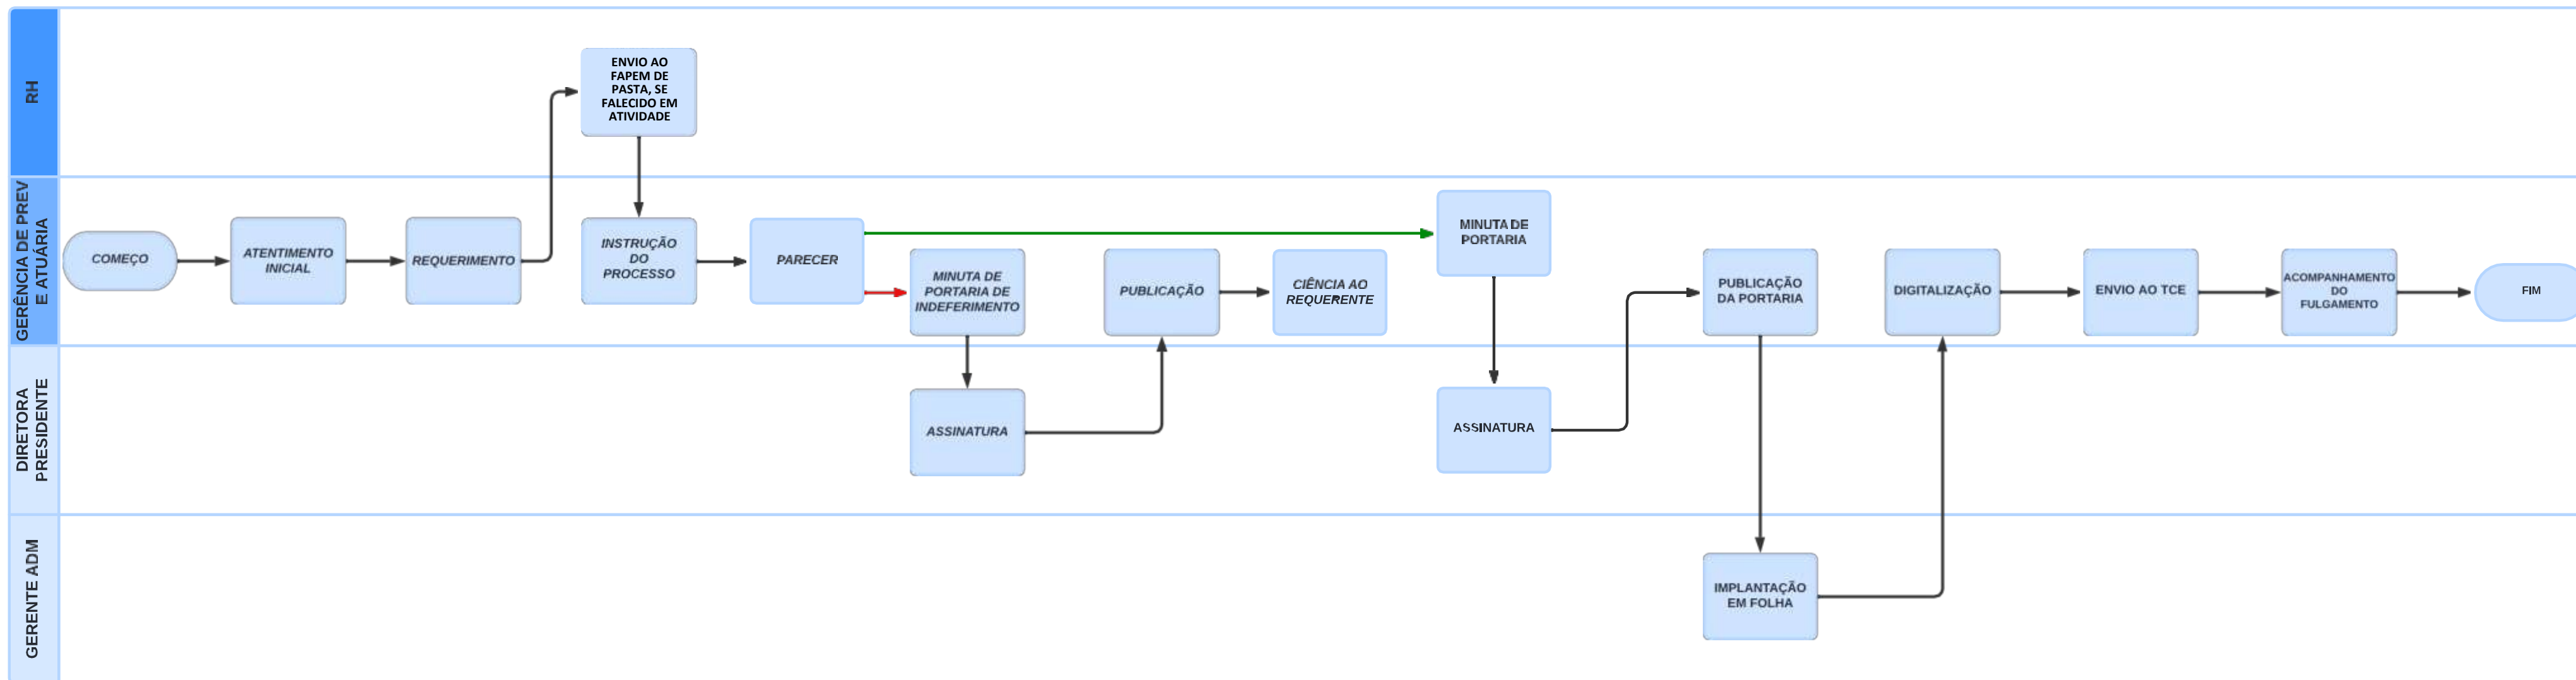 RH
ENVIO AO
FAPEM DE
PASTA, SE
FALECIDO EM
ATIVIDADE
GERÊNCIA DE PREV
E ATUÁRIA
COMEÇO
ATENTIMENTO
INICIAL
REQUERIMENTO
INSTRUÇÃO
DO
PROCESSO
PARECER
MINUTA DE
PORTARIA DE
INDEFERIMENTO
PUBLICAÇÃO
CIÊNCIA AO
REQUERENTE
MINUTA DE
PORTARIA
PUBLICAÇÃO
DA PORTARIA
DIGITALIZAÇÃO
ENVIO AO TCE
ACOMPANHAMENTO
DO
FULGAMENTO
FIM
DIRETORA
PRESIDENTE
ASSINATURA
ASSINATURA
GERENTE ADM
IMPLANTAÇÃO
EM FOLHA